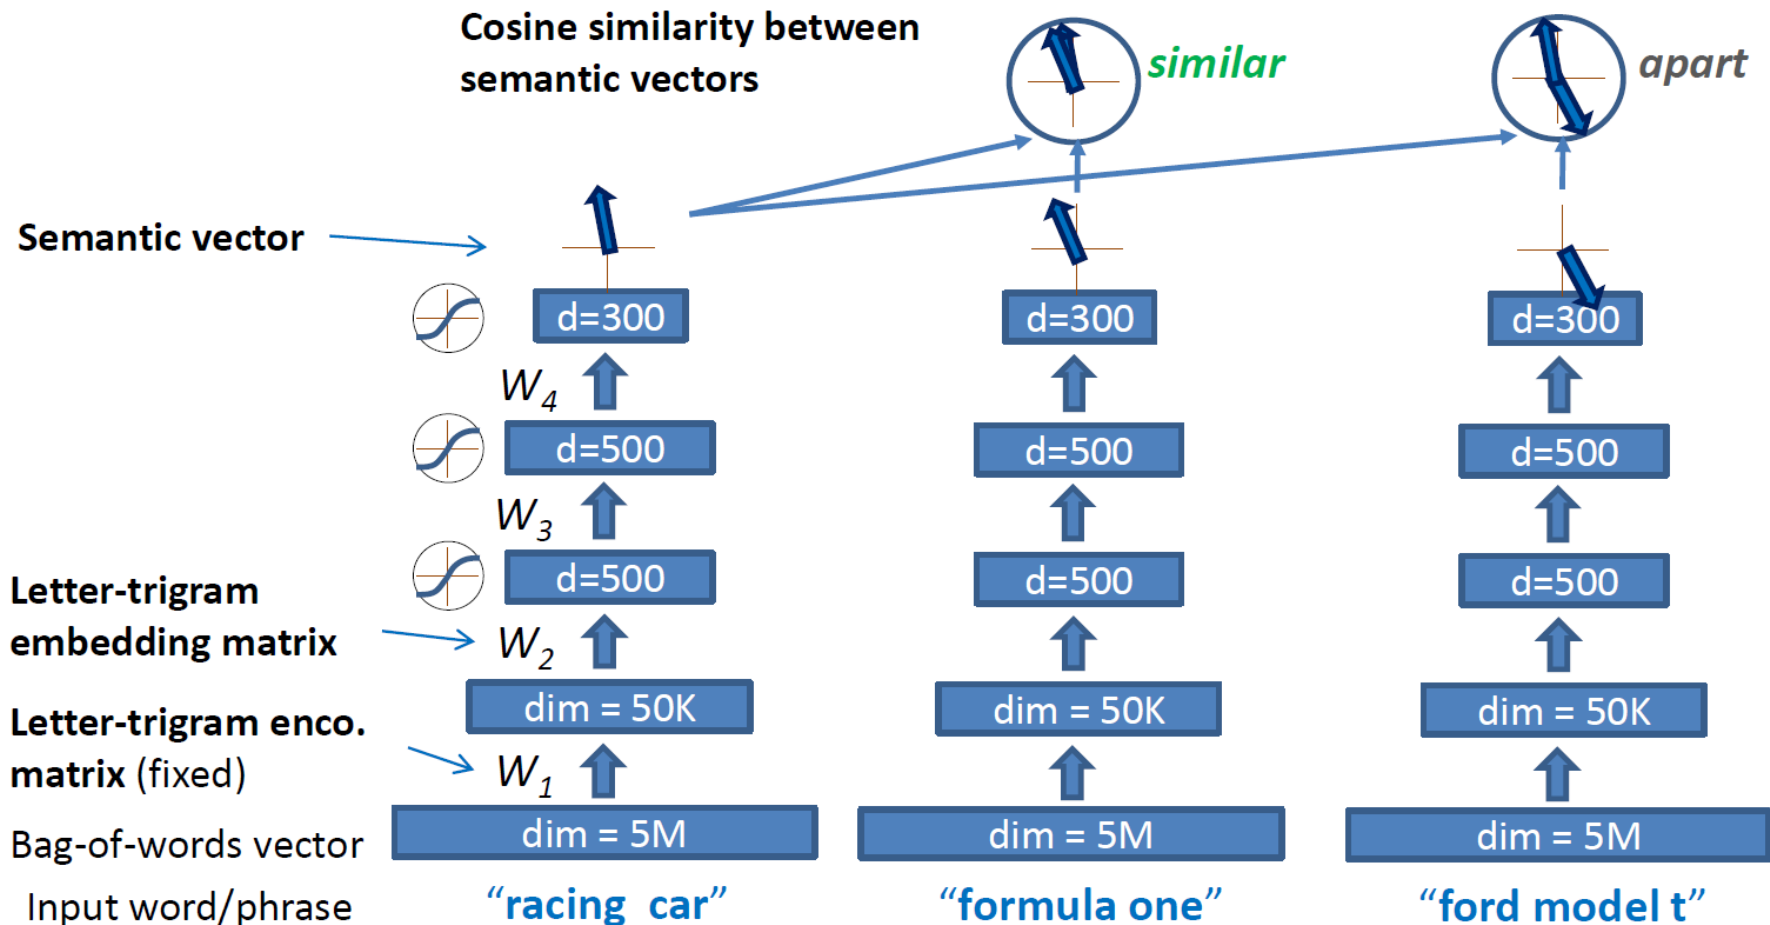 Cosine similarity between
semantic vectors
similar
apart
Semantic vector
d=300
d=300
d=300
W4
d=500
d=500
d=500
W3
d=500
d=500
d=500
Letter-trigram
embedding matrix
W2
dim = 50K
dim = 50K
dim = 50K
Letter-trigram enco.
matrix (fixed)
W1
dim = 5M
dim = 5M
dim = 5M
Bag-of-words vector
Input word/phrase
“racing car”
“formula one”
“ford model t”